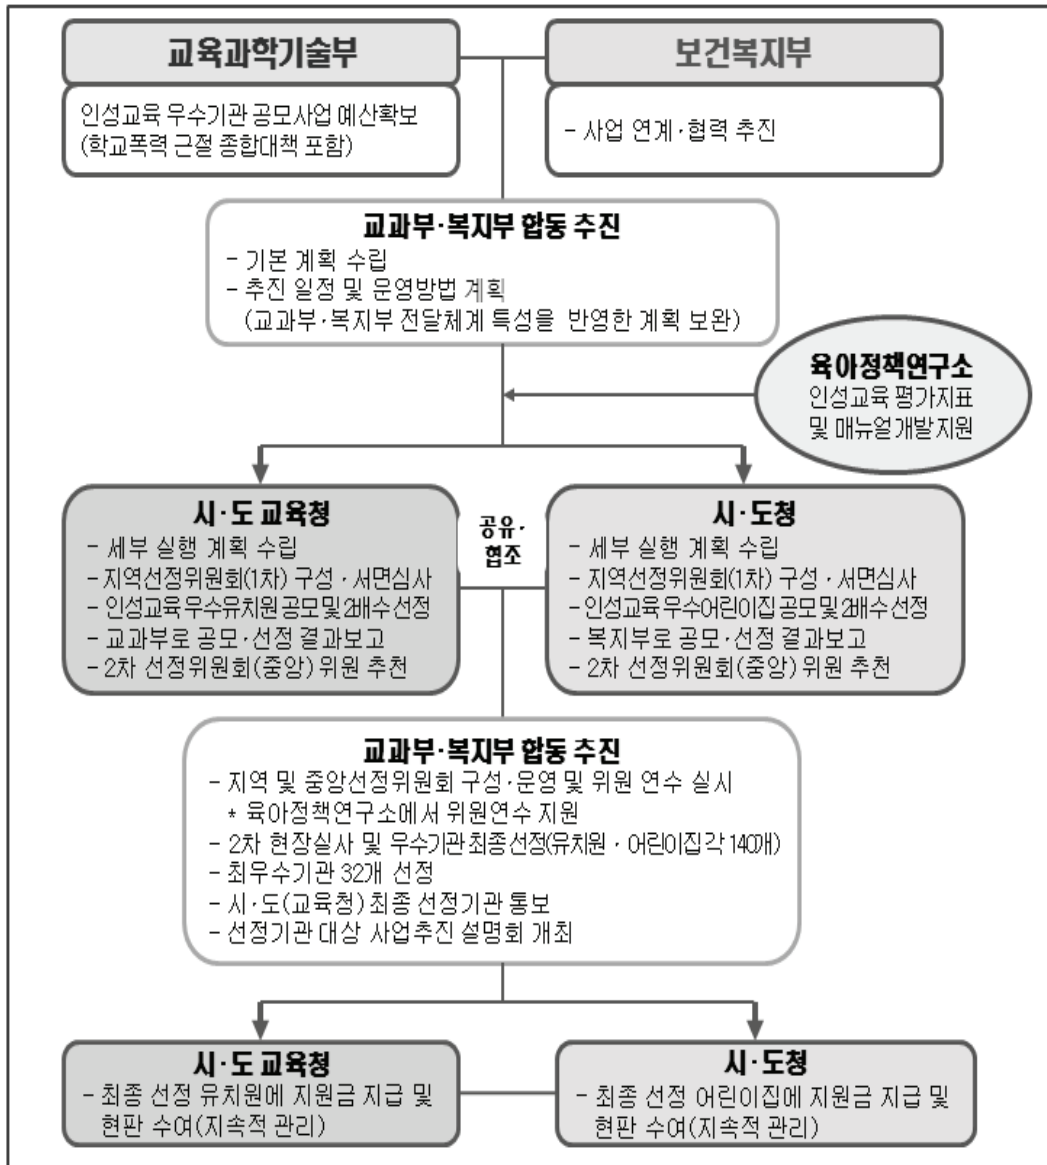 교육과학기술부
인성교육 우수기관 공모사업 예산확보
(학교폭력 근절 종합대책 포함)
보건복지부
- 사업 연계·협력 추진
교과부·복지부 합동 추진
- 기본 계획 수립
- 추진 일정 및 운영방법 계획
(교과부·복지부 전달체계 특성을 반영한 계획 보완)
육아정책연구소
인성교육 평가지표
및 매뉴얼개발지원
시·도 교육청
- 세부 실행 계획 수립
- 지역선정위원회(1차) 구성·서면심사
- 인성교육 우수유치원 공모 및 2배수 선정
- 교과부로 공모·선정 결과보고
- 2차 선정위원회(중앙) 위원 추천
공유·
협조
시·도청
- 세부 실행 계획 수립
- 지역선정위원회(1차) 구성·서면심사
- 인성교육 우수어린이집 공모 및 2배수 선정
- 복지부로 공모·선정 결과보고
- 2차 선정위원회(중앙) 위원 추천
교과부·복지부 합동 추진
- 지역 및 중앙선정위원회 구성·운영 및 위원 연수 실시
* 육아정책연구소에서 위원연수 지원
- 2차 현장실사 및 우수기관 최종선정(유치원·어린이집 각 140개)
- 최우수기관 32개 선정
- 시·도(교육청) 최종 선정기관 통보
- 선정기관 대상 사업추진 설명회 개최
시·도 교육청
- 최종 선정 유치원에 지원금 지급 및
현판 수여(지속적 관리)
시·도청
- 최종 선정 어린이집에 지원금 지급 및
현판 수여(지속적 관리)